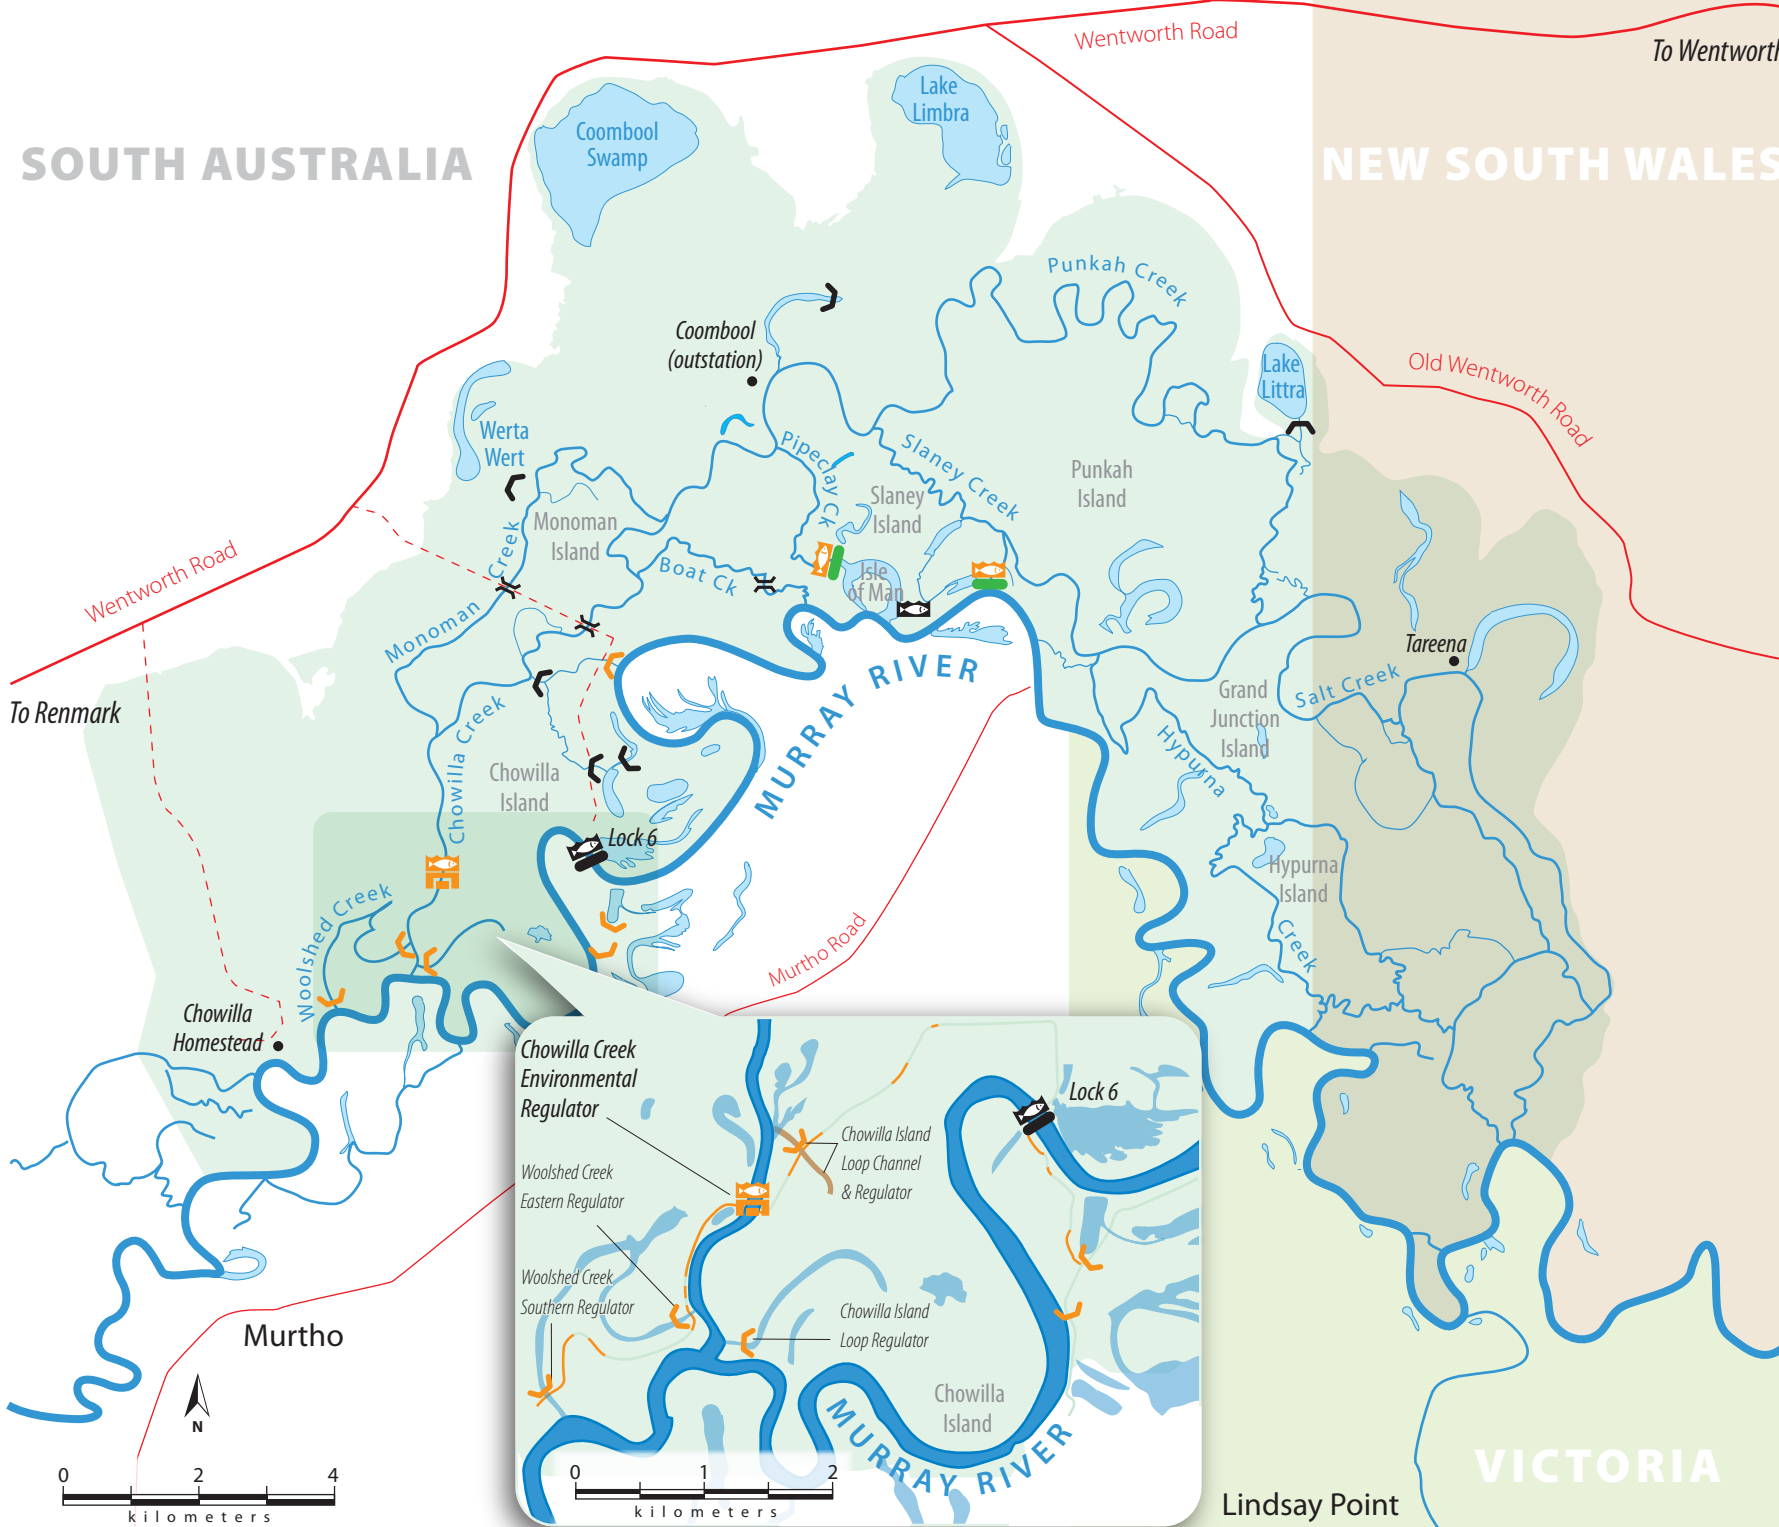 Wentworth Road
To Wentworth
SOUTH AUSTRALIA
NEW SOUTH WALES
Coombool
Swamp
Lake
Limbra
Punkah Creek
Coombool
(outstation)
Lake
Littra
Old Wentworth Road
Werta
Wert
Pipeclay Ck
Slaney Creek
Slaney
Island
Punkah
Island
Monoman
Island
Wentworth Road
Monoman Creek
Boat Ck
Isle
of Man
Tareena
To Renmark
MURRAY RIVER
Grand
Junction
Island
Salt Creek
Chowilla Creek
Chowilla
Island
Hypurna Creek
Lock 6
Hypurna
Island
Woolshed Creek
Murtho Road
Chowilla
Homestead
Chowilla Creek
Environmental
Regulator
Lock 6
Chowilla Island
Loop Channel
& Regulator
Woolshed Creek
Eastern Regulator
Woolshed Creek
Southern Regulator
Chowilla Island
Loop Regulator
Chowilla
Island
MURRAY RIVER
0 1 2
kilometers
Murtho
N
0 2 4
kilometers
VICTORIA
Lindsay Point